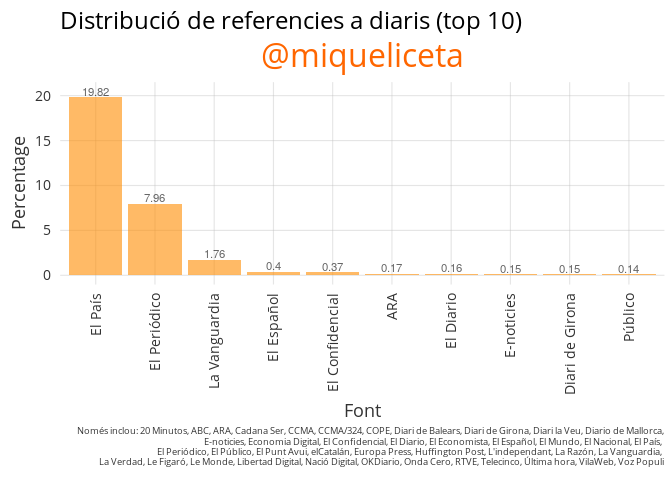 Distribució de referencies a diaris (top 10)
@miqueliceta
Percentage
20
15
10
5
0
19.82
7.96
1.76
0.4
0.37
0.17
0.16
0.15
0.15
0.14
El País
El Periódico
La Vanguardia
El Español
El Confidencial
ARA
El Diario
E-noticies
Diari de Girona
Público
Font
Només inclou: 20 Minutos, ABC, ARA, Cadana Ser, CCMA, CCMA/324, COPE, Diari de Balears, Diari de Girona, Diari la Veu, Diario de Mallorca,
E-noticies, Economia Digital, El Confidencial, El Diario, El Economista, El Español, El Mundo, El Nacional, El País,
El Periódico, El Público, El Punt Avui, elCatalán, Europa Press, Huffington Post, L'independant, La Razón, La Vanguardia,
La Verdad, Le Figaró, Le Monde, Libertad Digital, Nació Digital, OKDiario, Onda Cero, RTVE, Telecinco, Última hora, VilaWeb, Voz Populi